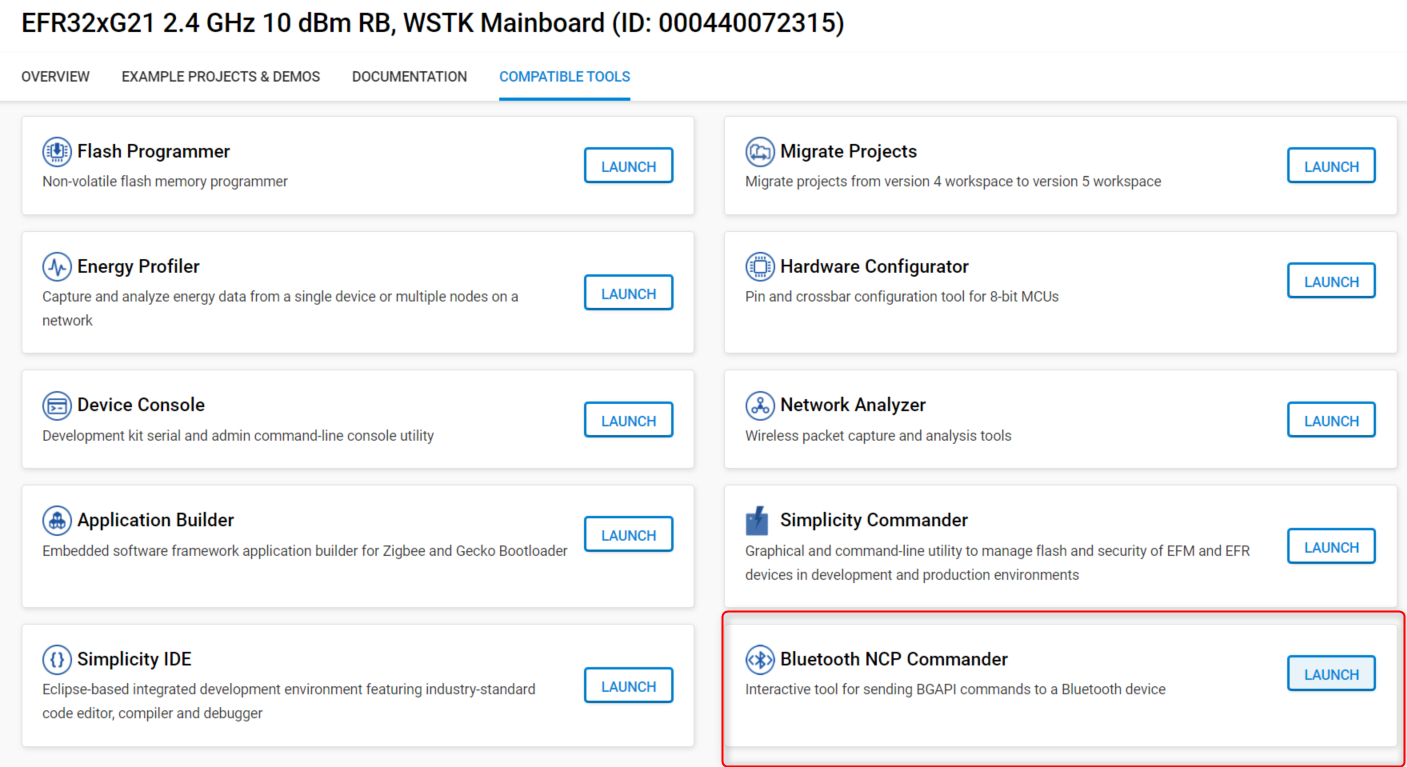 EFR32xG21 2.4 GHz 10 dBm RB, WSTK Mainboard (ID: 000440072315)
OVERVIEW
EXAMPLE PROJECTS & DEMOS
DOCUMENTATION
COMPATIBLE TOOLS
Flash Programmer
Non-volatile flash memory programmer
LAUNCH
Migrate Projects
Migrate projects from version 4 workspace to version 5 workspace
LAUNCH
Energy Profiler
Capture and analyze energy data from a single device or multiple nodes on a
network
LAUNCH
Hardware Configurator
Pin and crossbar configuration tool for 8-bit MCUs
LAUNCH
Device Console
Development kit serial and admin command-line console utility
LAUNCH
Network Analyzer
Wireless packet capture and analysis tools
LAUNCH
Application Builder
Embedded software framework application builder for Zigbee and Gecko Bootloader
LAUNCH
Simplicity Commander
Graphical and command-line utility to manage flash and security of EFM and EFR
devices in development and production environments
LAUNCH
Simplicity IDE
Eclipse-based integrated development environment featuring industry-standard
code editor, compiler and debugger
LAUNCH
Bluetooth NCP Commander
Interactive tool for sending BGAPI commands to a Bluetooth device
LAUNCH